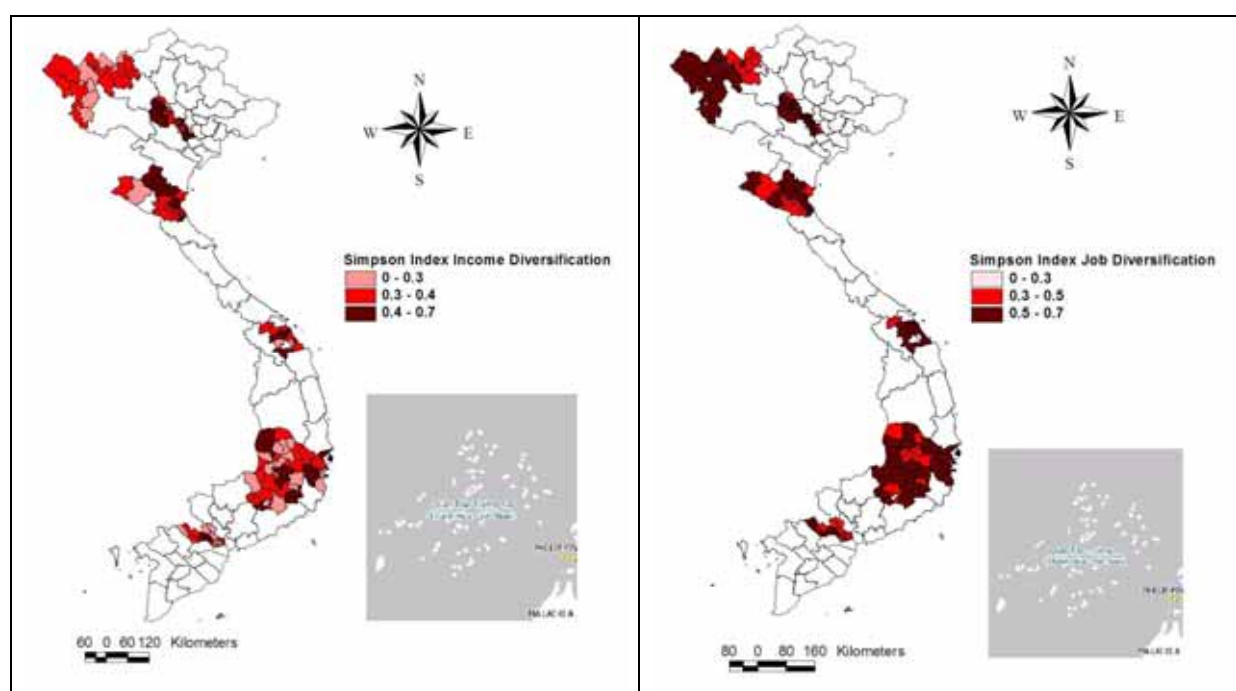 N
W E
S
Simpson Index Income Diversification
0 - 0.3
0.3 - 0.4
0.4 - 0.7
60 0 60 120 Kilometers
N
W E
S
Simpson Index Job Diversification
0 - 0.3
0.3 - 0.5
0.5 - 0.7
80 0 80 160 Kilometers